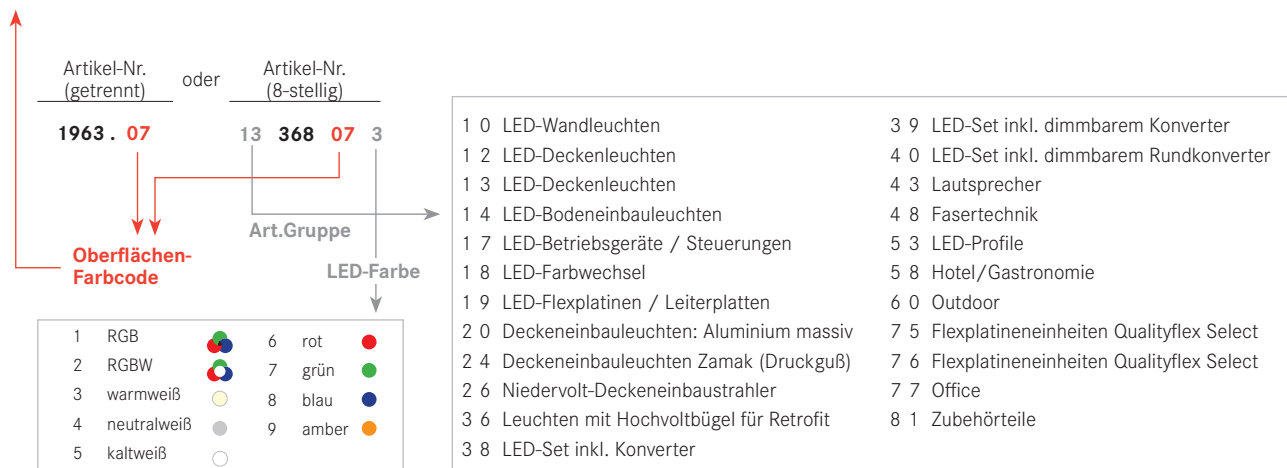 Artikel-Nr. (getrennt)
oder
Artikel-Nr. (8-stellig)
1963. 07
13 368 07 3
Art.Gruppe
Oberflächen-
Farbcode
LED-Farbe
1 RGB
2 RGBW
3 warmweiß
4 neutralweiß
5 kaltweiß
6 rot
7 grün
8 blau
9 amber
1 0 LED-Wandleuchten
1 2 LED-Deckenleuchten
1 3 LED-Deckenleuchten
1 4 LED-Bodeneinbauleuchten
1 7 LED-Betriebsgeräte / Steuerungen
1 8 LED-Farbwechsel
1 9 LED-Flexplatinen / Leiterplatten
2 0 Deckeneinbauleuchten: Aluminium massiv
2 4 Deckeneinbauleuchten Zamak (Druckguß)
2 6 Niedervolt-Deckeneinbaustrahler
3 6 Leuchten mit Hochvoltbügel für Retrofit
3 8 LED-Set inkl. Konverter
3 9 LED-Set inkl. dimmbarem Konverter
4 0 LED-Set inkl. dimmbarem Rundkonverter
4 3 Lautsprecher
4 8 Fasertechnik
5 3 LED-Profile
5 8 Hotel/Gastronomie
6 0 Outdoor
7 5 Flexplatineneinheiten Qualityflex Select
7 6 Flexplatineneinheiten Qualityflex Select
7 7 Office
8 1 Zubehörteile